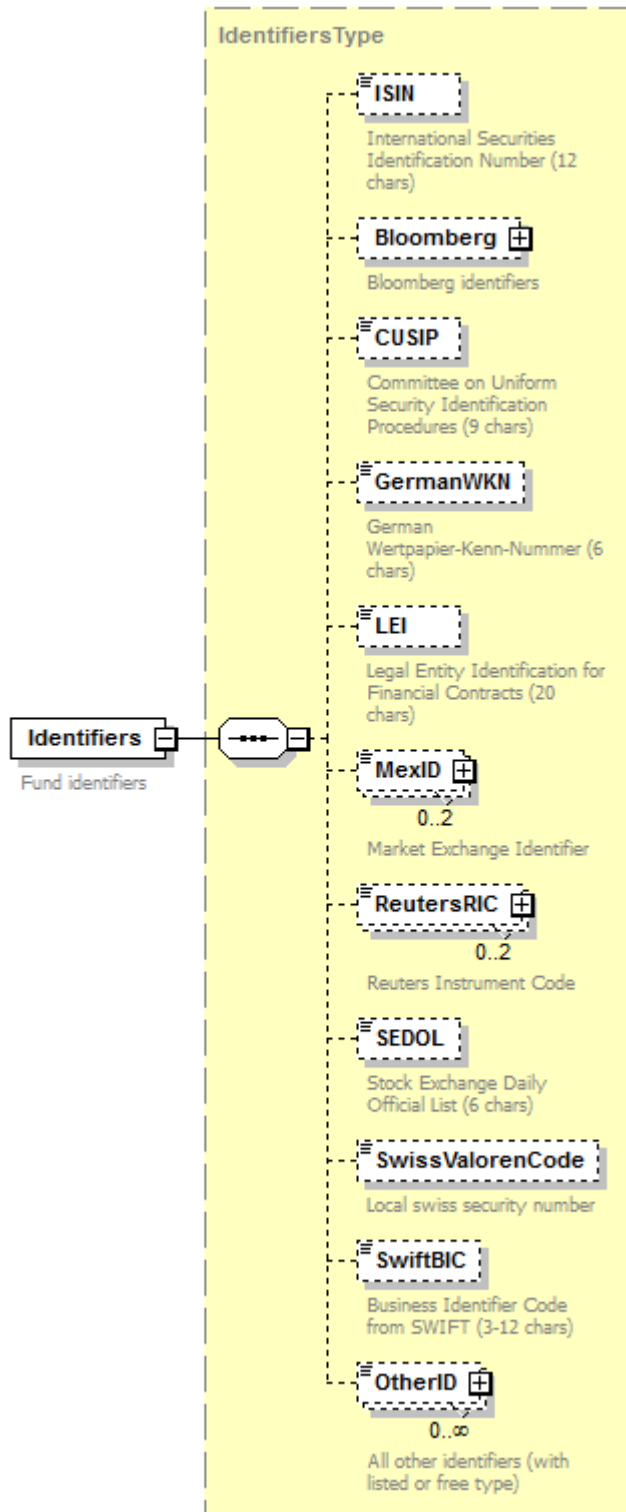 IdentifiersType
ISIN
International Securities
Identification Number (12
chars)
Bloomberg
Bloomberg identifiers
CUSIP
Committee on Uniform
Security Identification
Procedures (9 chars)
GermanWKN
German
Wertpapier-Kenn-Nummer (6
chars)
LEI
Legal Entity Identification for
Financial Contracts (20
chars)
Identifiers
Fund identifiers
MexID
0..2
Market Exchange Identifier
ReutersRIC
0..2
Reuters Instrument Code
SEDOL
Stock Exchange Daily
Official List (6 chars)
SwissValorenCode
Local swiss security number
SwiftBIC
Business Identifier Code
from SWIFT (3-12 chars)
OtherID
0..∞
All other identifiers (with
listed or free type)